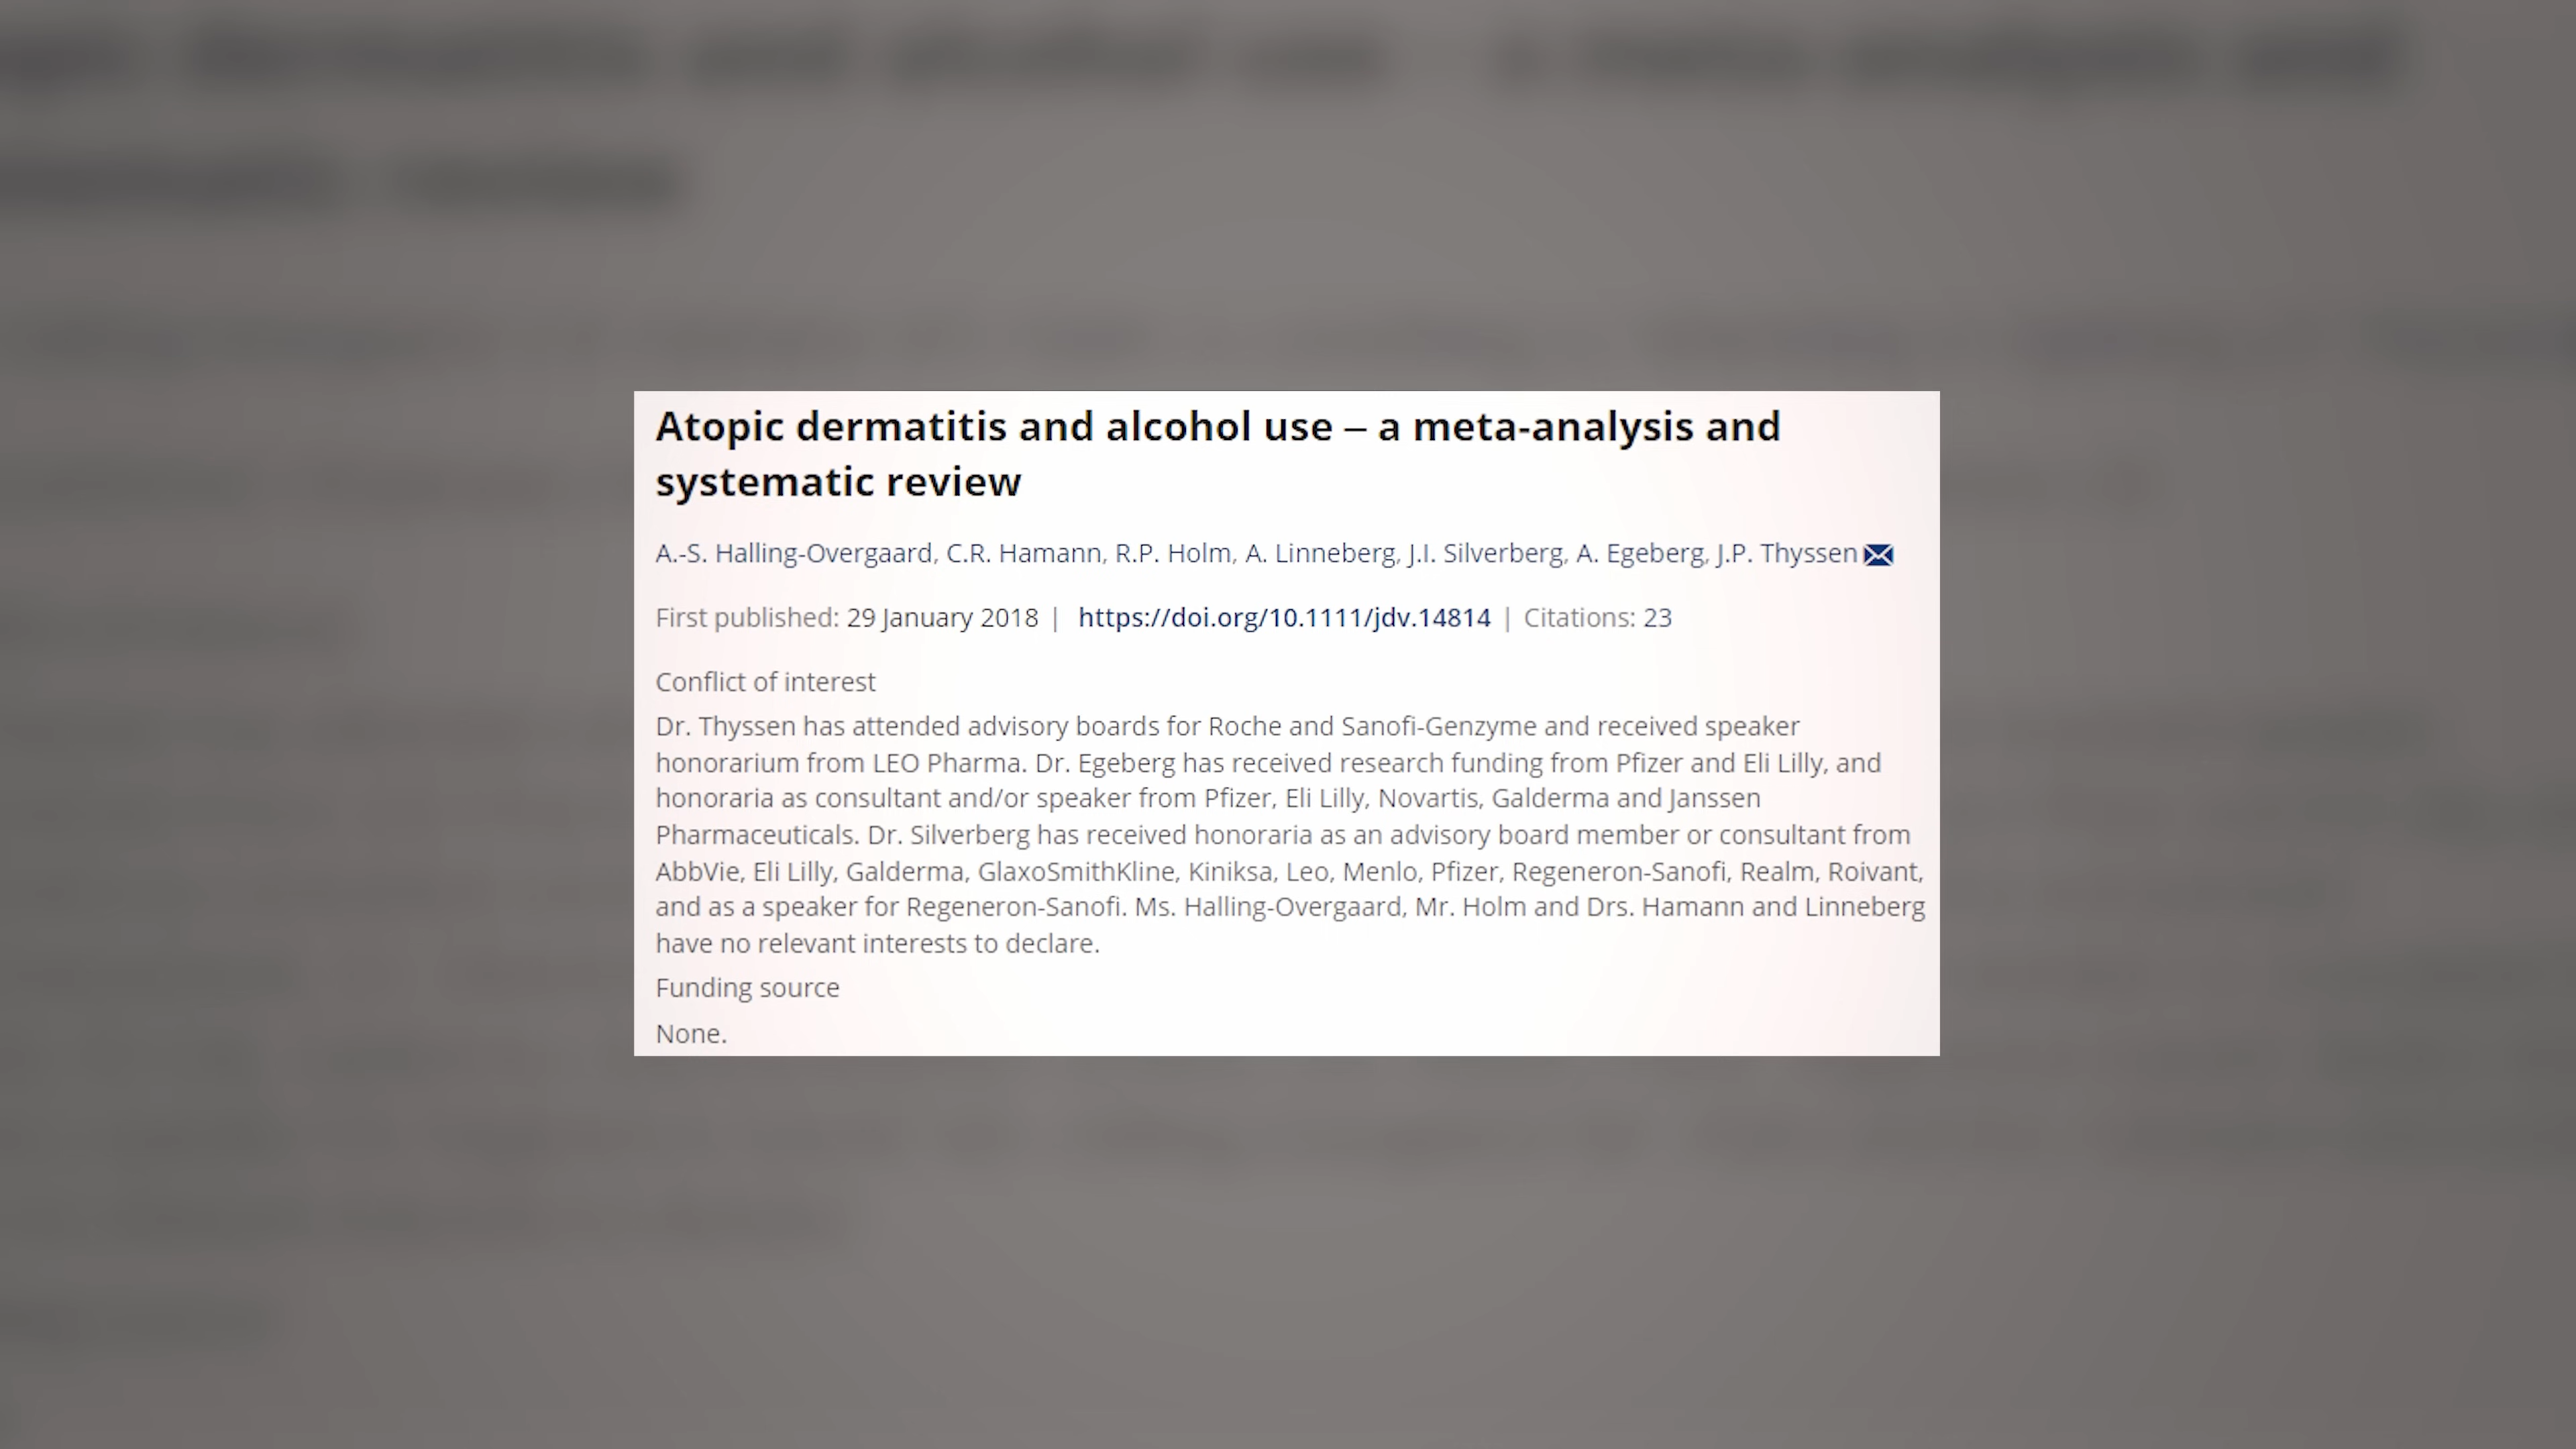 Atopic dermatitis and alcohol use – a meta-analysis and
systematic review
A.-S. Halling-Overgaard, C.R. Hamann, R.P. Holm, A. Linneberg, J.I. Silverberg, A. Egeberg, J.P. Thyssen
First published: 29 January 2018 | https://doi.org/10.1111/jdv.14814 | Citations: 23
Conflict of interest
Dr. Thyssen has attended advisory boards for Roche and Sanofi-Genzyme and received speaker
honorarium from LEO Pharma. Dr. Egeberg has received research funding from Pfizer and Eli Lilly, and
honoraria as consultant and/or speaker from Pfizer, Eli Lilly, Novartis, Galderma and Janssen
Pharmaceuticals. Dr. Silverberg has received honoraria as an advisory board member or consultant from
AbbVie, Eli Lilly, Galderma, GlaxoSmithKline, Kiniksa, Leo, Menlo, Pfizer, Regeneron-Sanofi, Realm, Roivant,
and as a speaker for Regeneron-Sanofi. Ms. Halling-Overgaard, Mr. Holm and Drs. Hamann and Linneberg
have no relevant interests to declare.
Funding source
None.